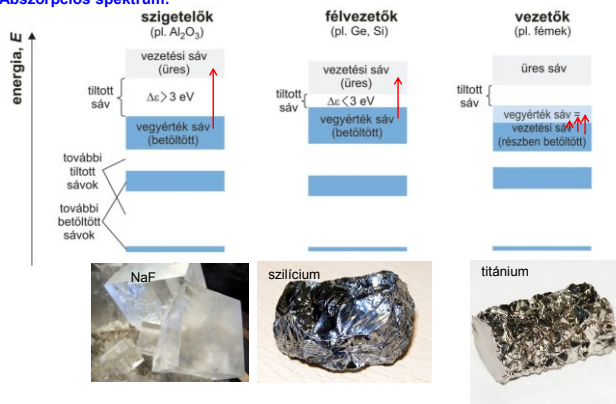 Abszorpciós spektrum:
szigetelők
(pl. Al₂O₃)
félvezetők
(pl. Ge, Si)
vezetők
(pl. fémek)
energia, E
vezetési sáv
(üres)
tiltott
sáv
Δε>3 eV
vegyérték sáv
(betöltött)
további
tiltott
sávok
további
betöltött
sávok
vezetési sáv
(üres)
tiltott
sáv
Δε<3 eV
vegyérték sáv
(betöltött)
üres sáv
tiltott
sáv
vegyérték sáv =
vezetési sáv
(részben betöltött)
NaF
szilícium
titánium